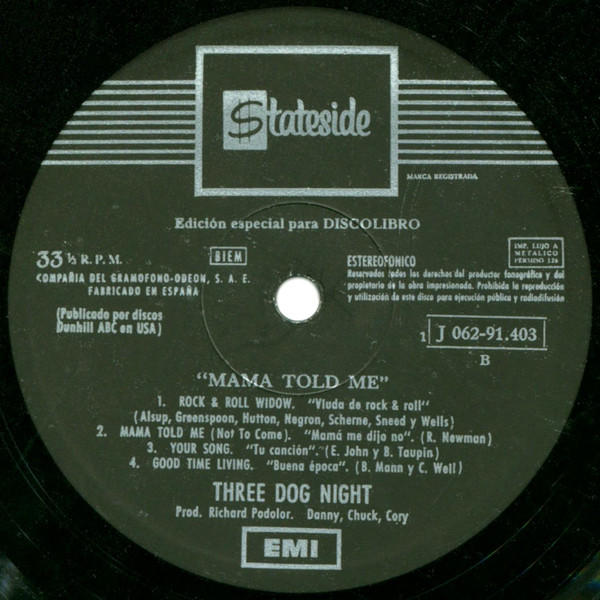 $tateside
MARCA REGISTRADA
Edición especial para DISCOLIBRO
33 ⅓ R. P. M.
BIEM
COMPAÑIA DEL GRAMOFONO-ODEON, S. A. E.
FABRICADO EN ESPAÑA
(Publicado por discos
Dunhill ABC en USA)
ESTEREOFONICO
IMP. LUJO A
METALICO
PERMISO 126
Reservados todos los derechos del productor fonográfico y del
propietario de la obra impresionada. Prohibida la reproducción
y utilización de este disco para ejecución pública y radiodifusión
1 J 062-91.403
B
“MAMA TOLD ME”
1. ROCK & ROLL WIDOW. “Viuda de rock & roll“
(Alsup, Greenspoon, Hutton, Negron, Scherne, Sneed y Wells)
2. MAMA TOLD ME (Not To Come). “Mamá me dijo no“. (R. Newman)
3. YOUR SONG. “Tu canción“. (E. John y B. Taupin)
4. GOOD TIME LIVING. “Buena época“. (B. Mann y C. Weil)
THREE DOG NIGHT
Prod. Richard Podolor. Danny, Chuck, Cory
EMI